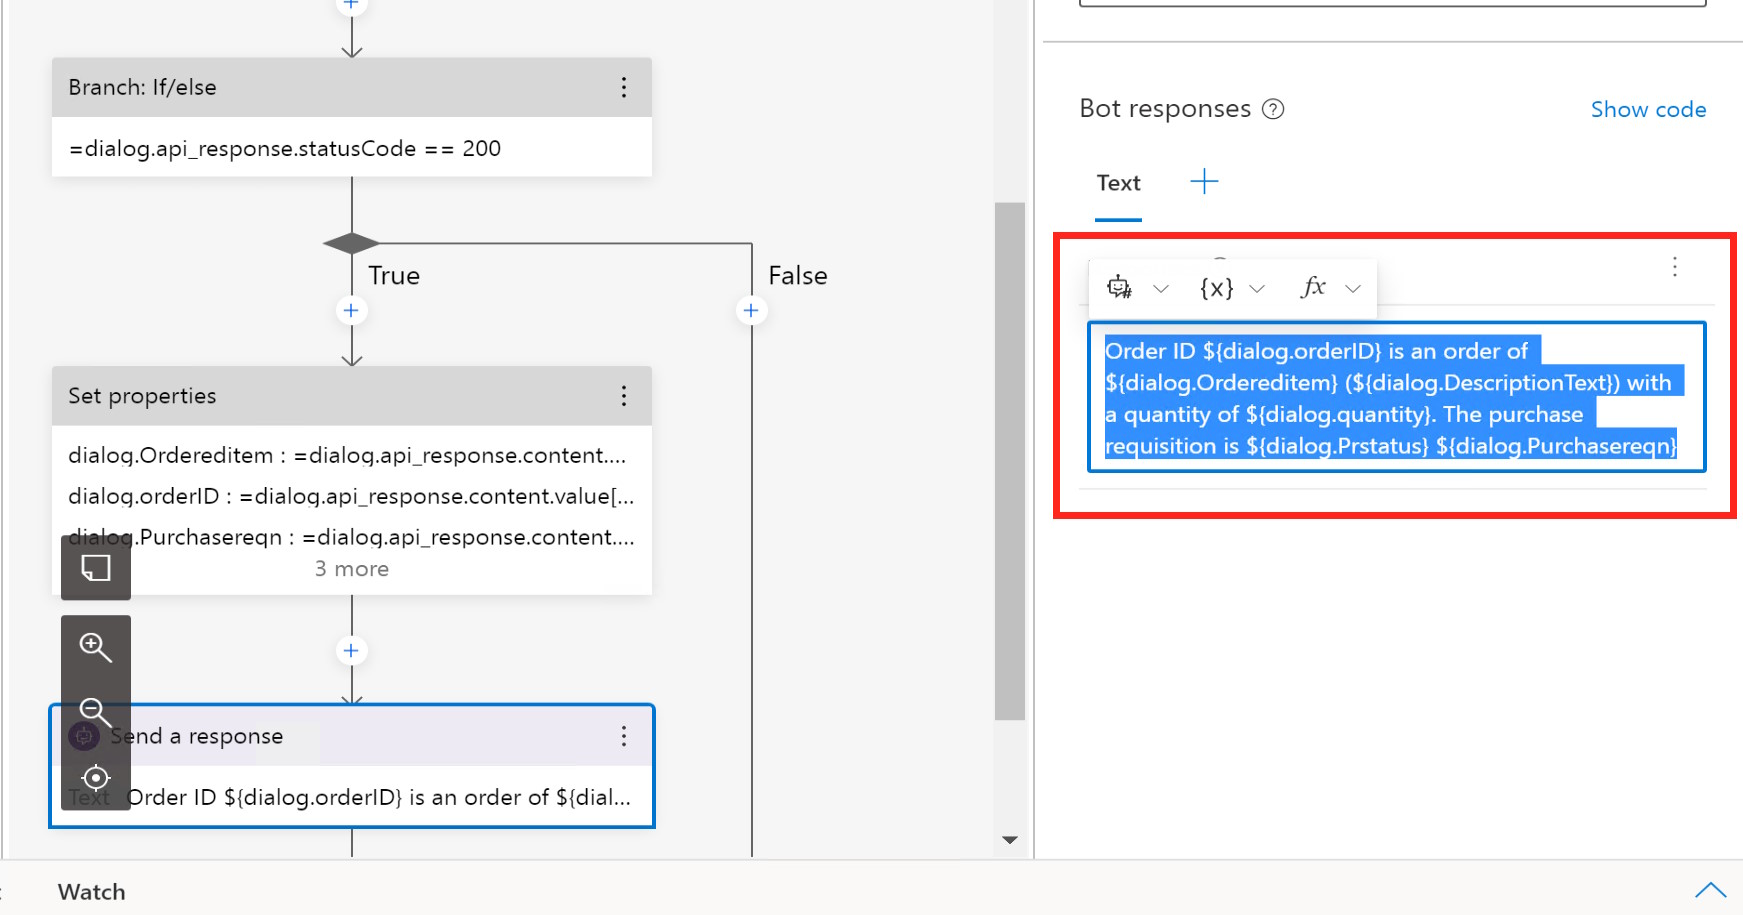 Branch: If/else
=dialog.api_response.statusCode == 200
True
False
Set properties
dialog.Ordereditem : =dialog.api_response.content....
dialog.orderID : =dialog.api_response.content.value[...
dialog.Purchasereqn : =dialog.api_response.content....
3 more
Send a response
Text Order ID ${dialog.orderID} is an order of ${dial...
Bot responses ?
Show code
Text
{x}
fx
Order ID ${dialog.orderID} is an order of
${dialog.Ordereditem} (${dialog.DescriptionText}) with
a quantity of ${dialog.quantity}. The purchase
requisition is ${dialog.Prstatus} ${dialog.Purchasereqn}
Watch